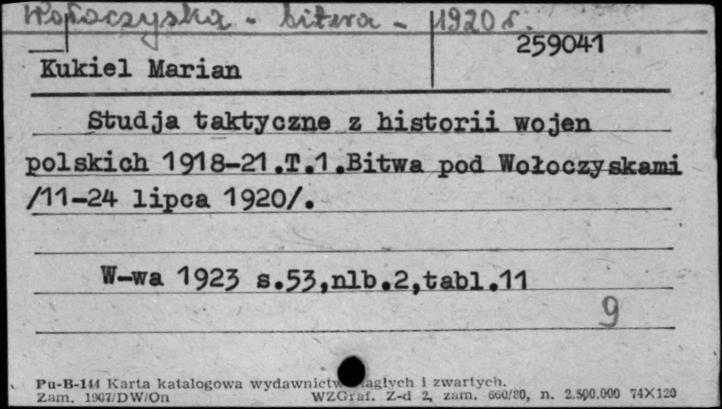 Wołoczyska - bitwa - 1920 r.
259041
Kukiel Marian
Studja taktyczne z historii wojen
polskich 1918-21.T.1.Bitwa pod Wołoczyskami
/11-24 lipca 1920/.
W-wa 1923 s.53,nlb.2,tabl.11
9
Pu-B-144 Karta katalogowa wydawnictw ciągłych i zwartych.
Zam. 1907/DW/On WZGraf. Z-d 2, zam. 660/80, n. 2.500.000 74X120